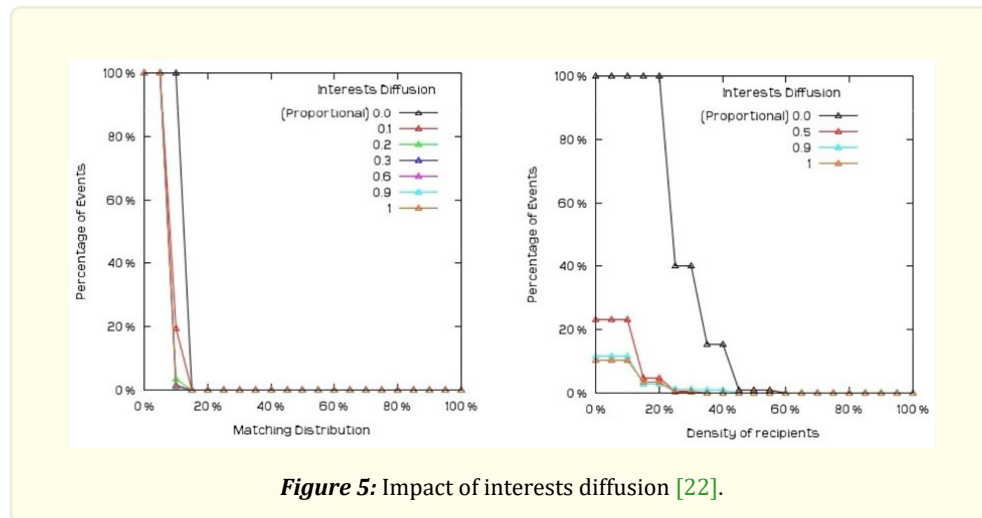 100 %
80 %
60 %
40 %
20 %
0 %
Percentage of Events
Interests Diffusion
(Proportional) 0.0
0.1
0.2
0.3
0.6
0.9
1
0 % 20 % 40 % 60 % 80 % 100 %
Matching Distribution
100 %
80 %
60 %
40 %
20 %
0 %
Percentage of Events
Interests Diffusion
(Proportional) 0.0
0.5
0.9
1
0 % 20 % 40 % 60 % 80 % 100 %
Density of recipients
Figure 5: Impact of interests diffusion [22].